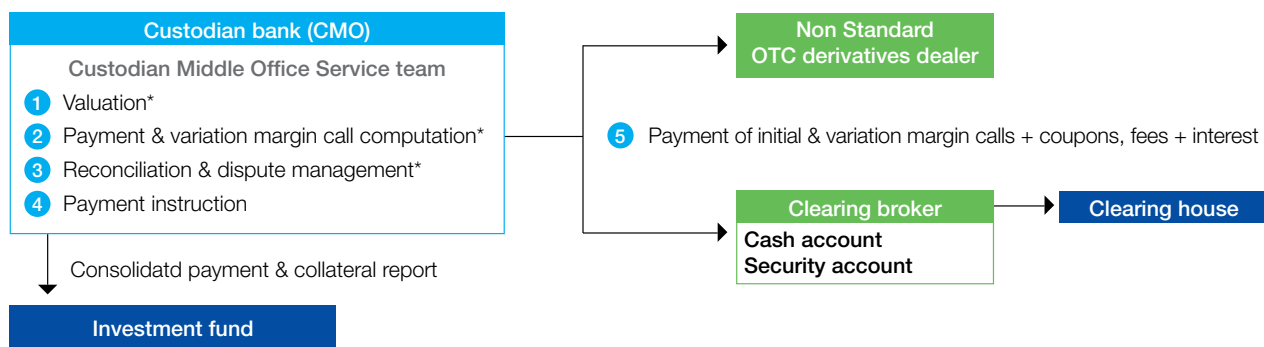 Custodian bank (CMO)
Custodian Middle Office Service team
1 Valuation*
2 Payment & variation margin call computation*
3 Reconciliation & dispute management*
4 Payment instruction
Consolidatd payment & collateral report
Investment fund
Non Standard
OTC derivatives dealer
5 Payment of initial & variation margin calls + coupons, fees + interest
Clearing broker
Cash account
Security account
Clearing house